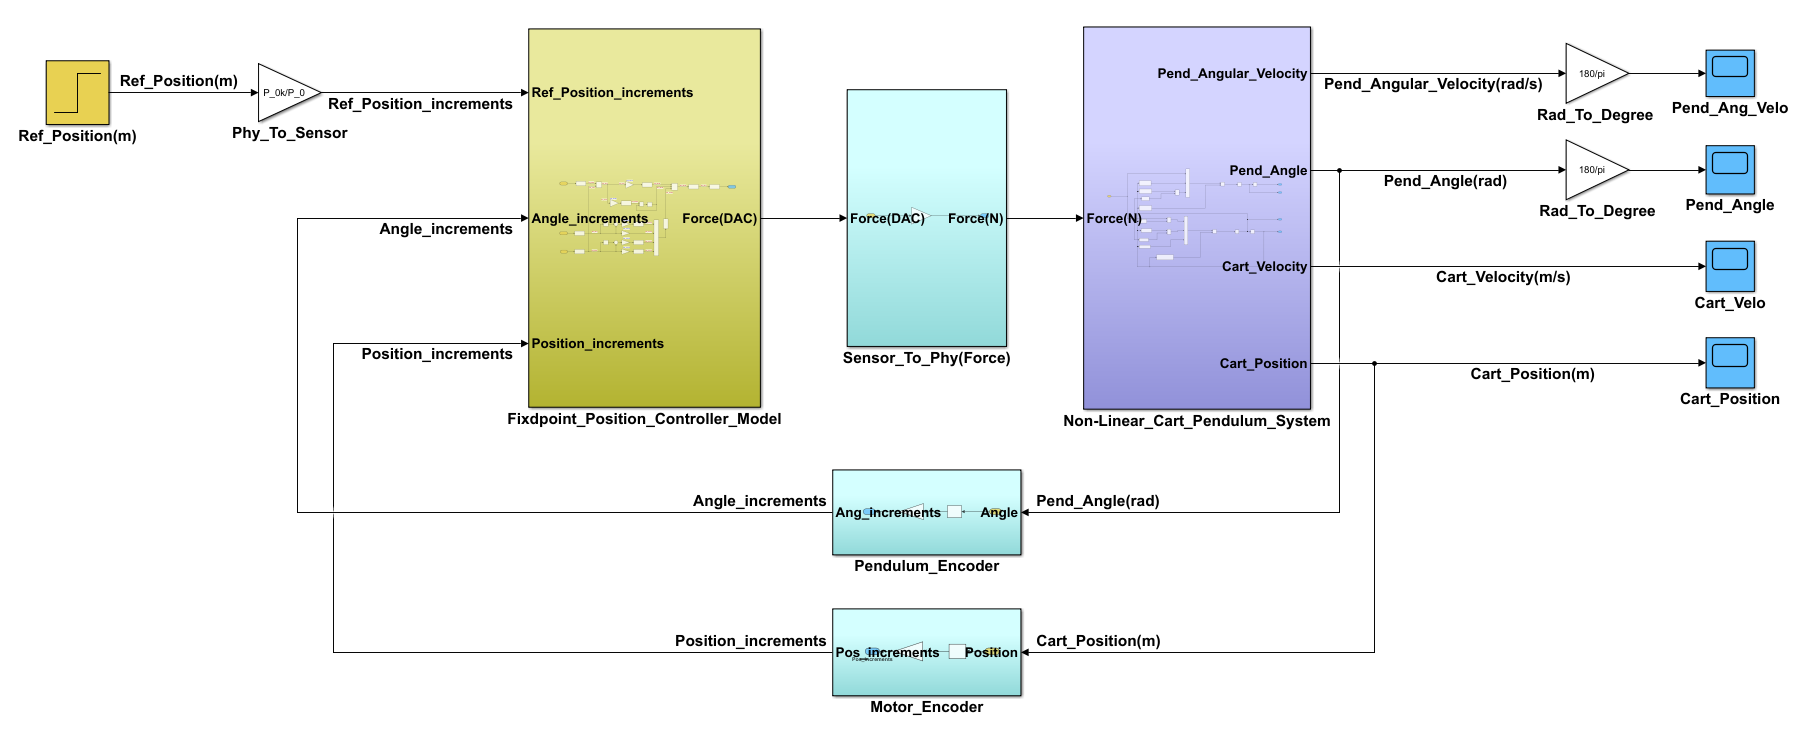 Ref_Position(m)
Ref_Position(m)
P_0k/P_0
Phy_To_Sensor
Ref_Position_increments
Ref_Position_increments
Angle_increments
Angle_increments
Position_increments
Position_increments
Force(DAC)
Fixdpoint_Position_Controller_Model
Force(DAC)
Force(N)
Sensor_To_Phy(Force)
Force(N)
Pend_Angular_Velocity
Pend_Angle
Cart_Velocity
Cart_Position
Non-Linear_Cart_Pendulum_System
Pend_Angular_Velocity(rad/s)
180/pi
Rad_To_Degree
Pend_Ang_Velo
Pend_Angle(rad)
180/pi
Rad_To_Degree
Pend_Angle
Cart_Velocity(m/s)
Cart_Velo
Cart_Position(m)
Cart_Position
Angle_increments
Ang_increments
Angle
Pend_Angle(rad)
Pendulum_Encoder
Position_increments
Pos_increments
Pos_increments
Position
Cart_Position(m)
Motor_Encoder